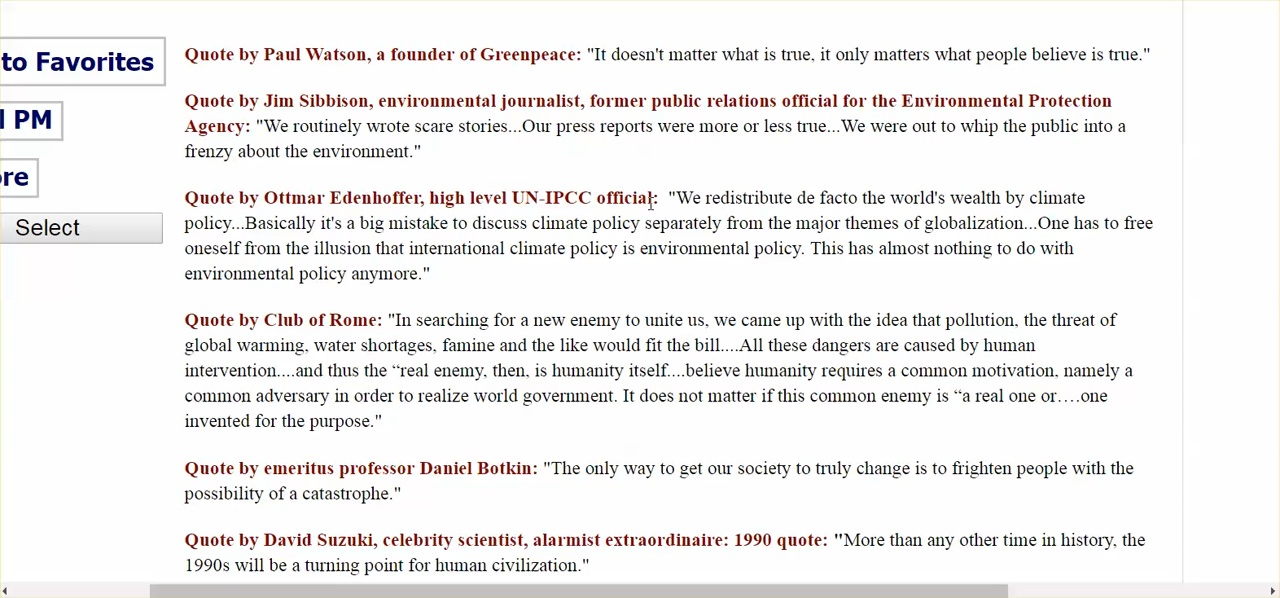 to Favorites
Quote by Paul Watson, a founder of Greenpeace: "It doesn't matter what is true, it only matters what people believe is true."
PM
Quote by Jim Sibbison, environmental journalist, former public relations official for the Environmental Protection
Agency: "We routinely wrote scare stories...Our press reports were more or less true...We were out to whip the public into a
frenzy about the environment."
Select
Quote by Ottmar Edenhoffer, high level UN-IPCC official: "We redistribute de facto the world's wealth by climate
policy...Basically it's a big mistake to discuss climate policy separately from the major themes of globalization...One has to free
oneself from the illusion that international climate policy is environmental policy. This has almost nothing to do with
environmental policy anymore."
Quote by Club of Rome: "In searching for a new enemy to unite us, we came up with the idea that pollution, the threat of
global warming, water shortages, famine and the like would fit the bill....All these dangers are caused by human
intervention....and thus the “real enemy, then, is humanity itself....believe humanity requires a common motivation, namely a
common adversary in order to realize world government. It does not matter if this common enemy is “a real one or….one
invented for the purpose."
Quote by emeritus professor Daniel Botkin: "The only way to get our society to truly change is to frighten people with the
possibility of a catastrophe."
Quote by David Suzuki, celebrity scientist, alarmist extraordinaire: 1990 quote: "More than any other time in history, the
1990s will be a turning point for human civilization."